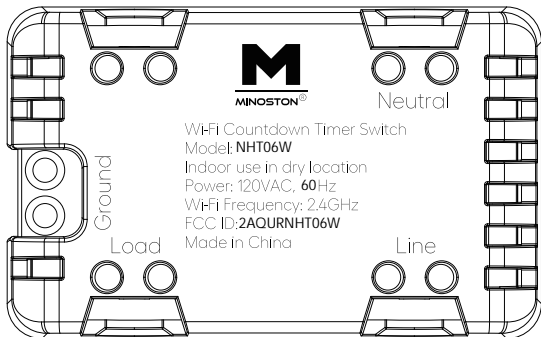 M
MINOSTON®
Neutral
Wi-Fi Countdown Timer Switch
Model: NHT06W
Indoor use in dry location
Power: 120VAC, 60Hz
Wi-Fi Frequency: 2.4GHz
FCC ID:2AQURNHT06W
Made in China
Ground
Load
Line